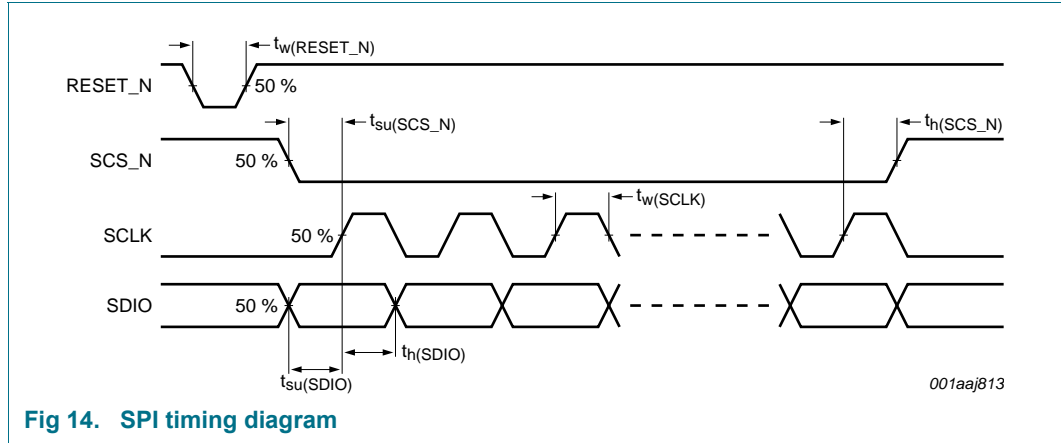 tw(RESET_N)
RESET_N
50 %
tsu(SCS_N)
th(SCS_N)
SCS_N
50 %
tw(SCLK)
SCLK
50 %
SDIO
50 %
th(SDIO)
tsu(SDIO)
001aaj813
Fig 14. SPI timing diagram